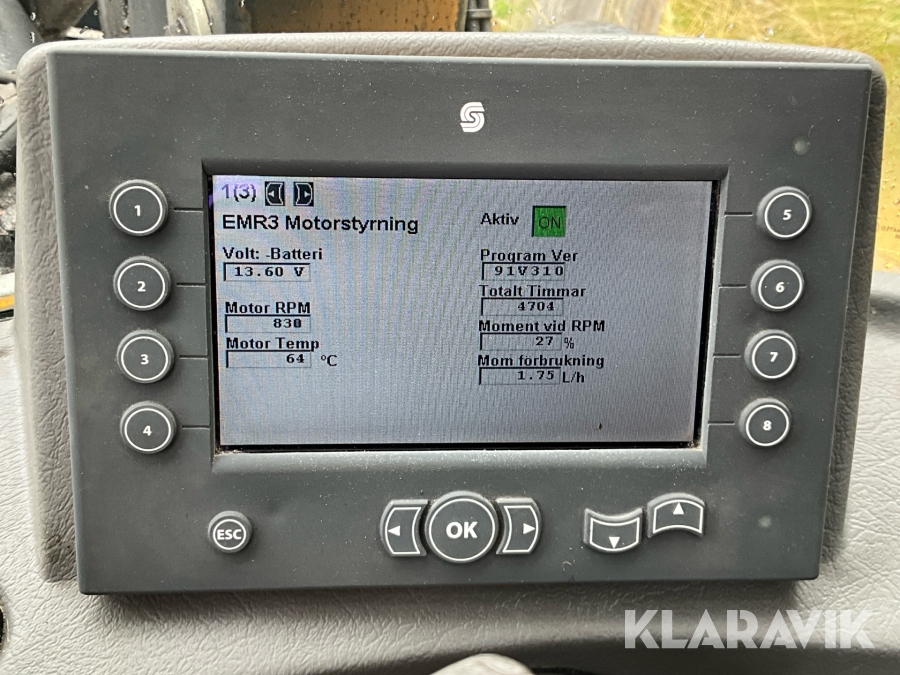 1(3)
EMR3 Motorstyrning
Aktiv ON
Volt: -Batteri
13.60 V
Motor RPM
830
Motor Temp
64 °C
Program Ver
91V310
Totalt Timmar
4704
Moment vid RPM
27 %
Mom förbrukning
1.75 L/h
1
2
3
4
5
6
7
8
ESC
OK
KLARAVIK